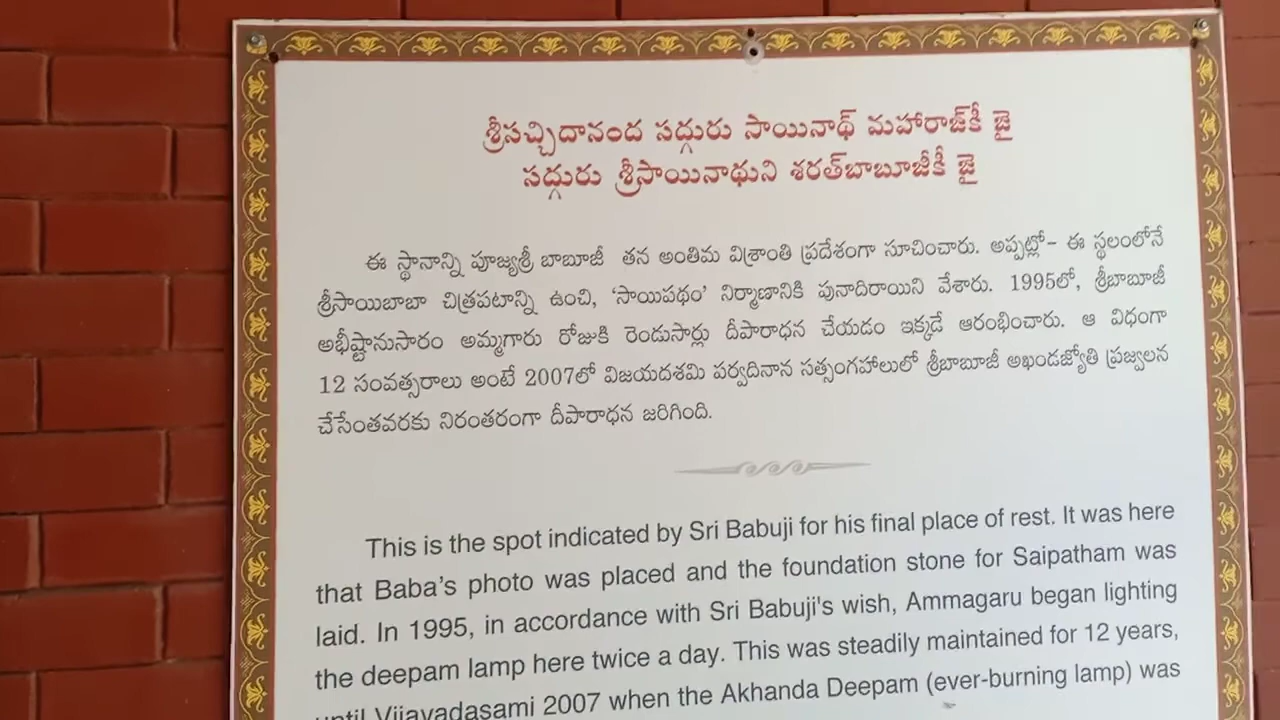 శ్రీసచ్చిదానంద సద్గురు సాయినాథ్ మహారాజ్‌కీ జై
సద్గురు శ్రీసాయినాథుని శరత్‌బాబూజీకీ జై
ఈ స్థానాన్ని పూజ్యశ్రీ బాబూజీ తన అంతిమ విశ్రాంతి ప్రదేశంగా సూచించారు. అప్పట్లో– ఈ స్థలంలోనే
శ్రీసాయిబాబా చిత్రపటాన్ని ఉంచి, ‘సాయిపథం’ నిర్మాణానికి పునాదిరాయిని వేశారు. 1995లో, శ్రీబాబూజీ
అభీష్టానుసారం అమ్మగారు రోజుకి రెండుసార్లు దీపారాధన చేయడం ఇక్కడే ఆరంభించారు. ఆ విధంగా
12 సంవత్సరాలు అంటే 2007లో విజయదశమి పర్వదినాన సత్సంగహాలులో శ్రీబాబూజీ అఖండజ్యోతి ప్రజ్వలన
చేసేంతవరకు నిరంతరంగా దీపారాధన జరిగింది.
This is the spot indicated by Sri Babuji for his final place of rest. It was here
that Baba’s photo was placed and the foundation stone for Saipatham was
laid. In 1995, in accordance with Sri Babuji's wish, Ammagaru began lighting
the deepam lamp here twice a day. This was steadily maintained for 12 years,
until Vijayadasami 2007 when the Akhanda Deepam (ever-burning lamp) was